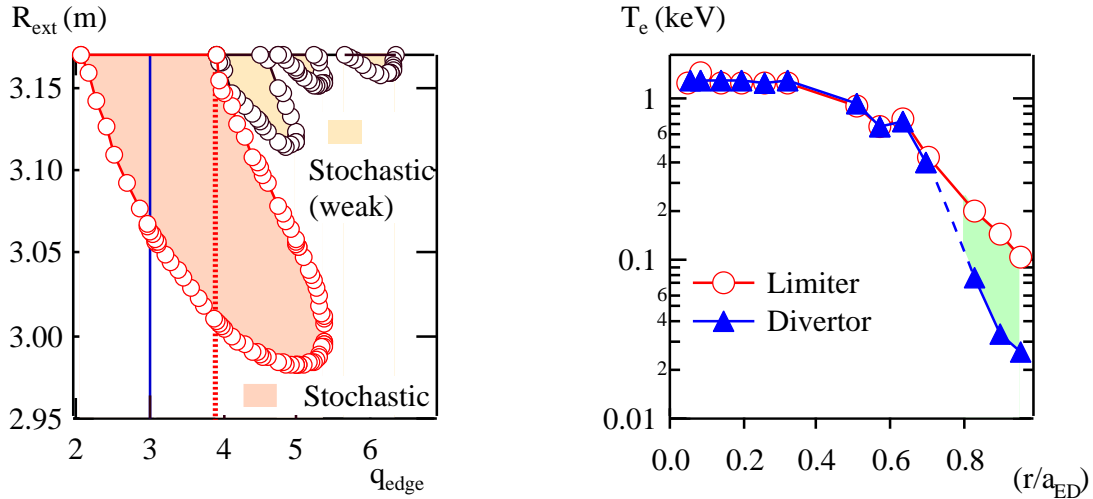 R_ext (m)
3.15
3.10
3.05
3.00
2.95
2 3 4 5 6
q_edge
Stochastic
(weak)
Stochastic
T_e (keV)
1
6
4
2
0.1
6
4
2
0.01
0.0 0.2 0.4 0.6 0.8
(r/a_ED)
Limiter
Divertor